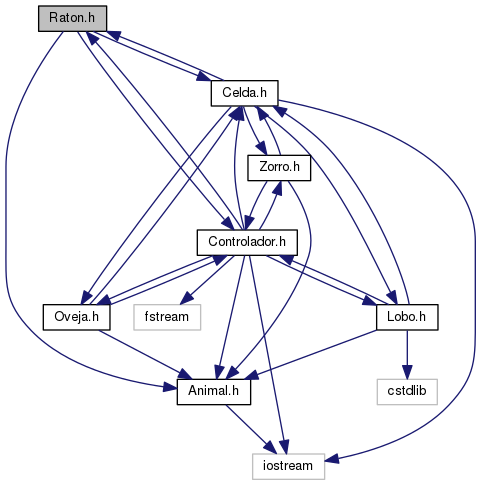 Raton.h
Celda.h
Zorro.h
Controlador.h
Oveja.h
fstream
Lobo.h
Animal.h
cstdlib
iostream